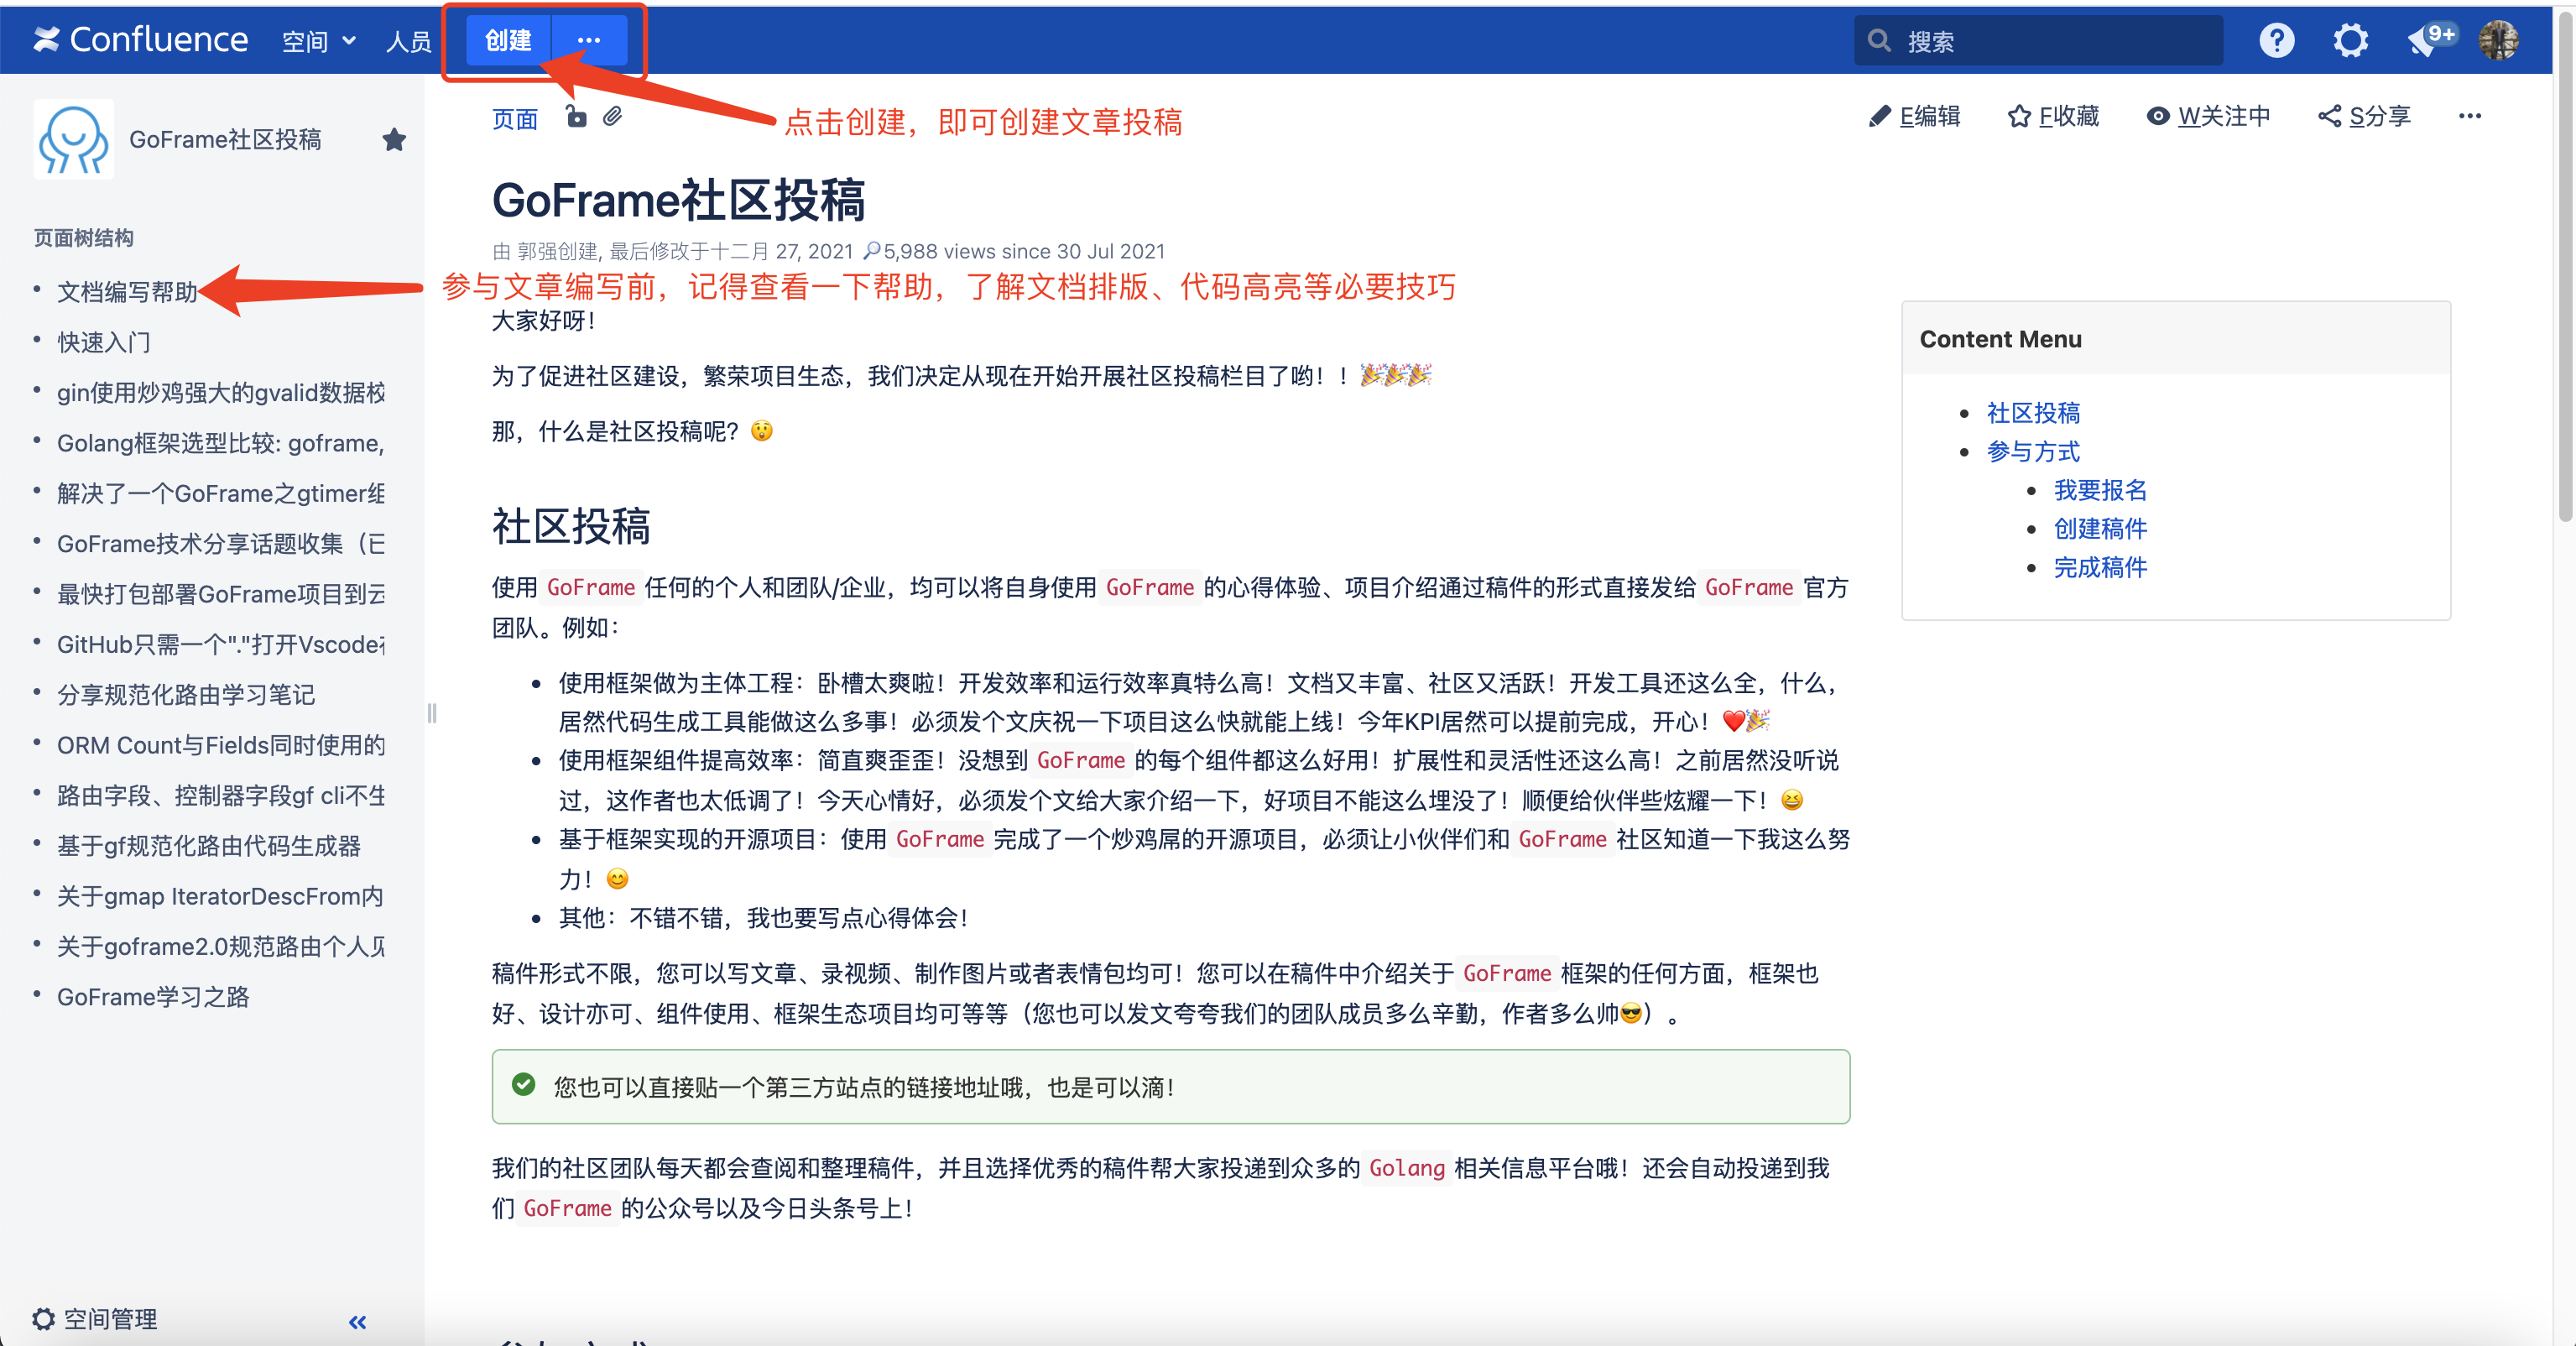 Confluence 空间 人员 创建 ··· 搜索 9+
GoFrame社区投稿
页面树结构
文档编写帮助
快速入门
gin使用炒鸡强大的gvalid数据校
Golang框架选型比较: goframe,
解决了一个GoFrame之gtimer组
GoFrame技术分享话题收集（已
最快打包部署GoFrame项目到云
GitHub只需一个"."打开Vscode在
分享规范化路由学习笔记
ORM Count与Fields同时使用的
路由字段、控制器字段gf cli不生
基于gf规范化路由代码生成器
关于gmap IteratorDescFrom内
关于goframe2.0规范路由个人见
GoFrame学习之路
空间管理
页面
点击创建，即可创建文章投稿
E编辑 F收藏 W关注中 S分享 ···
GoFrame社区投稿
由 郭强创建, 最后修改于十二月 27, 2021 🔎5,988 views since 30 Jul 2021
参与文章编写前，记得查看一下帮助，了解文档排版、代码高亮等必要技巧
大家好呀！
为了促进社区建设，繁荣项目生态，我们决定从现在开始开展社区投稿栏目了哟！！🎉🎉🎉
那，什么是社区投稿呢？😲
社区投稿
使用 GoFrame 任何的个人和团队/企业，均可以将自身使用 GoFrame 的心得体验、项目介绍通过稿件的形式直接发给 GoFrame 官方
团队。例如：
使用框架做为主体工程：卧槽太爽啦！开发效率和运行效率真特么高！文档又丰富、社区又活跃！开发工具还这么全，什么，
居然代码生成工具能做这么多事！必须发个文庆祝一下项目这么快就能上线！今年KPI居然可以提前完成，开心！❤️🎉
使用框架组件提高效率：简直爽歪歪！没想到 GoFrame 的每个组件都这么好用！扩展性和灵活性还这么高！之前居然没听说
过，这作者也太低调了！今天心情好，必须发个文给大家介绍一下，好项目不能这么埋没了！顺便给伙伴些炫耀一下！😆
基于框架实现的开源项目：使用 GoFrame 完成了一个炒鸡屌的开源项目，必须让小伙伴们和 GoFrame 社区知道一下我这么努
力！😊
其他：不错不错，我也要写点心得体会！
稿件形式不限，您可以写文章、录视频、制作图片或者表情包均可！您可以在稿件中介绍关于 GoFrame 框架的任何方面，框架也
好、设计亦可、组件使用、框架生态项目均可等等（您也可以发文夸夸我们的团队成员多么辛勤，作者多么帅😎）。
您也可以直接贴一个第三方站点的链接地址哦，也是可以滴！
我们的社区团队每天都会查阅和整理稿件，并且选择优秀的稿件帮大家投递到众多的 Golang 相关信息平台哦！还会自动投递到我
们 GoFrame 的公众号以及今日头条号上！
Content Menu
社区投稿
参与方式
我要报名
创建稿件
完成稿件